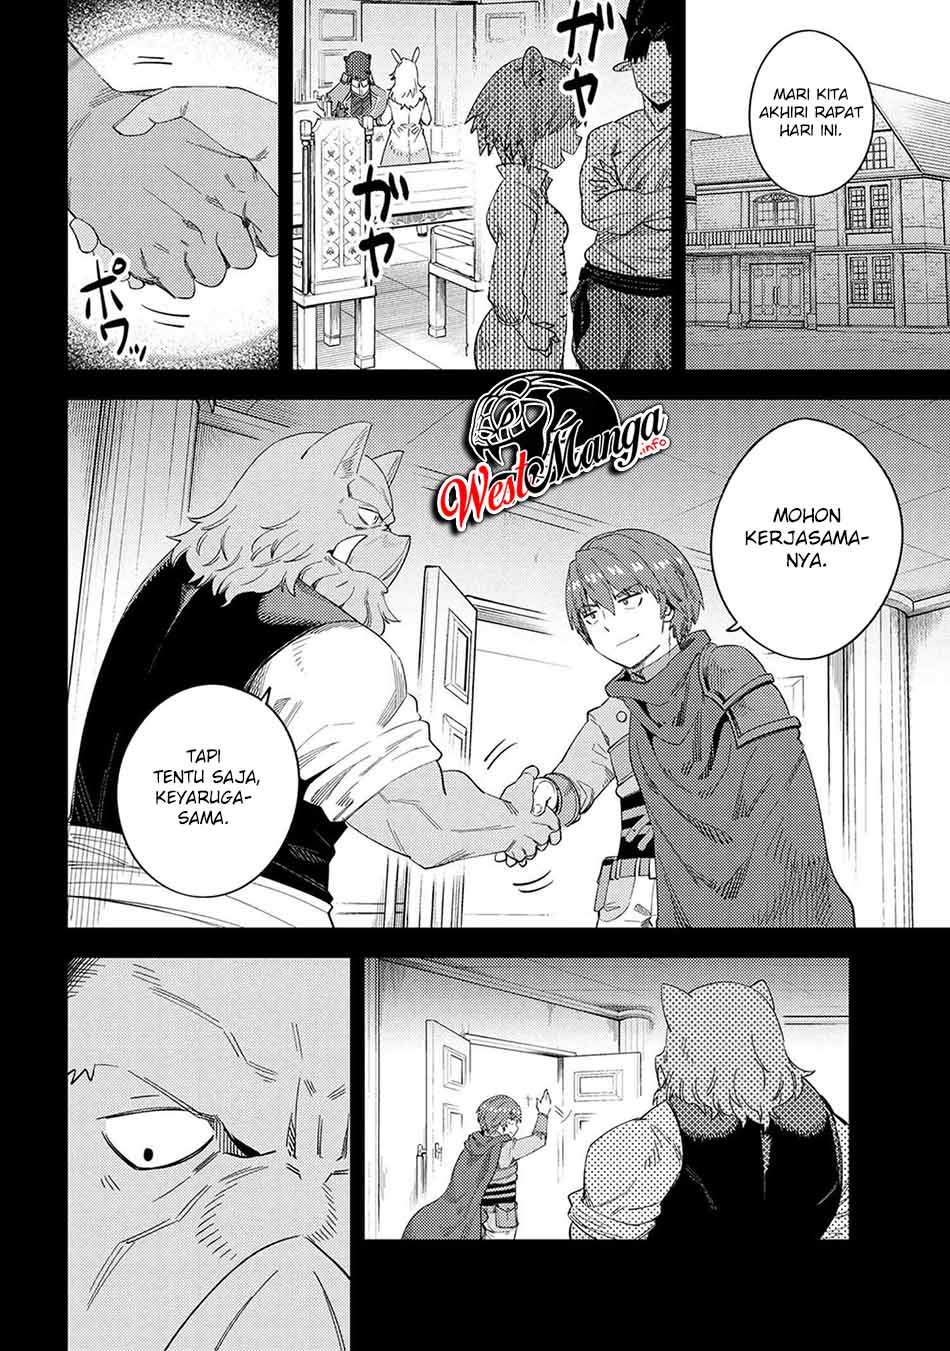 MARI KITA
AKHIRI RAPAT
HARI INI.
ガヤ
ガヤ
ポワッ
WestManga
.info
MOHON
KERJASAMA-
NYA.
TAPI
TENTU SAJA,
KEYARUGA-
SAMA.